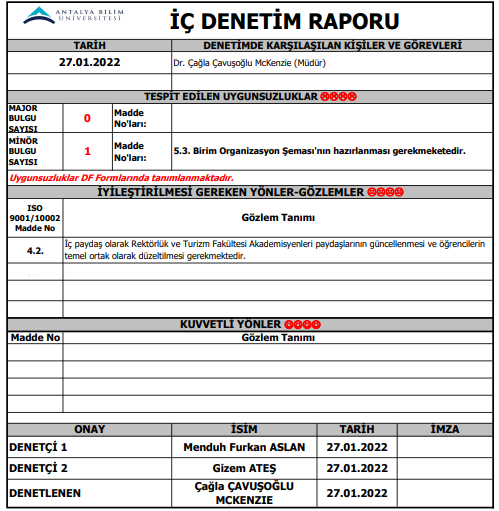 ANTALYA BİLİM
ÜNİVERSİTESİ
İÇ DENETİM RAPORU
TARİH DENETİMDE KARŞILAŞILAN KİŞİLER VE GÖREVLERİ
27.01.2022 Dr. Çağla Çavuşoğlu McKenzie (Müdür)
TESPİT EDİLEN UYGUNSUZLUKLAR
MAJOR
BULGU
SAYISI
0
Madde
No'ları:
MİNÖR
BULGU
SAYISI
1
Madde
No'ları:
5.3. Birim Organizasyon Şeması'nın hazırlanması gerekmeketedir.
Uygunsuzluklar DF Formlarında tanımlanmaktadır.
İYİLEŞTİRİLMESİ GEREKEN YÖNLER-GÖZLEMLER
ISO
9001/10002
Madde No
Gözlem Tanımı
4.2.
İç paydaş olarak Rektörlük ve Turizm Fakültesi Akademisyenleri paydaşlarının güncellenmesi ve öğrencilerin
temel ortak olarak düzeltilmesi gerekmektedir.
KUVVETLİ YÖNLER
Madde No Gözlem Tanımı
ONAY İSİM TARİH İMZA
DENETÇİ 1 Menduh Furkan ASLAN 27.01.2022
DENETÇİ 2 Gizem ATEŞ 27.01.2022
DENETLENEN Çağla ÇAVUŞOĞLU
MCKENZIE 27.01.2022